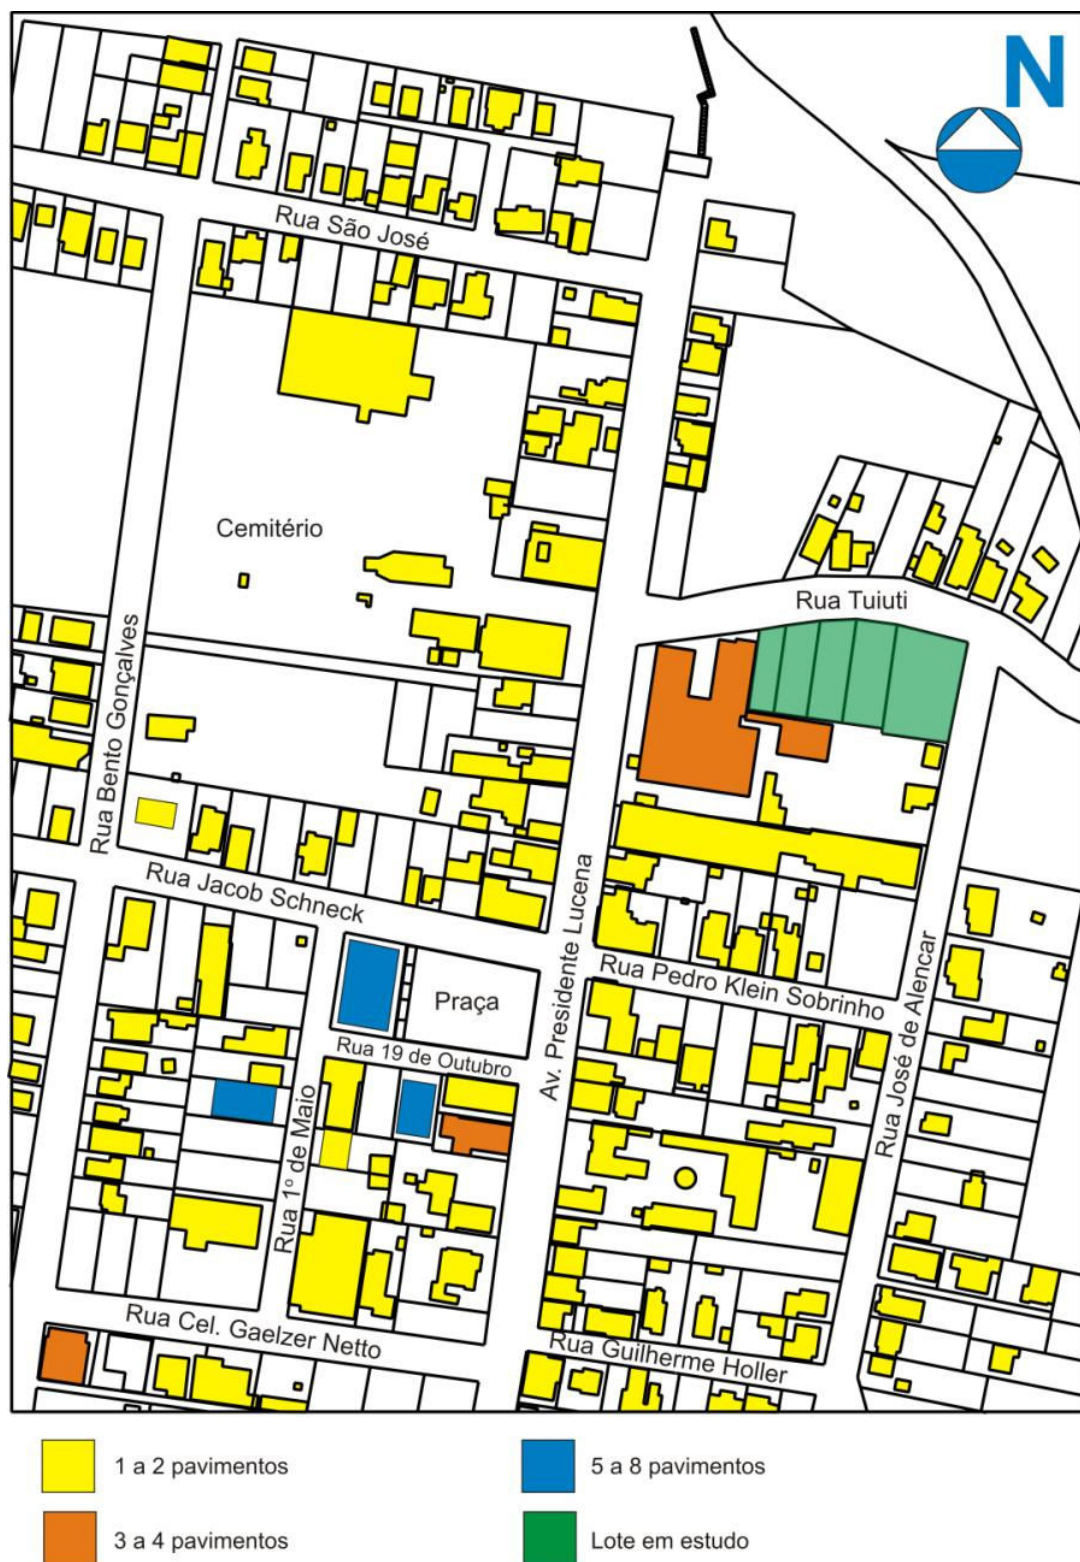 N
Rua São José
Cemitério
Rua Tuiuti
Rua Bento Gonçalves
Rua Jacob Schneck
Av. Presidente Lucena
Rua Pedro Klein Sobrinho
Rua José de Alencar
Praça
Rua 19 de Outubro
Rua 1º de Maio
Rua Cel. Gaelzer Netto
Rua Guilherme Holler
1 a 2 pavimentos
5 a 8 pavimentos
3 a 4 pavimentos
Lote em estudo